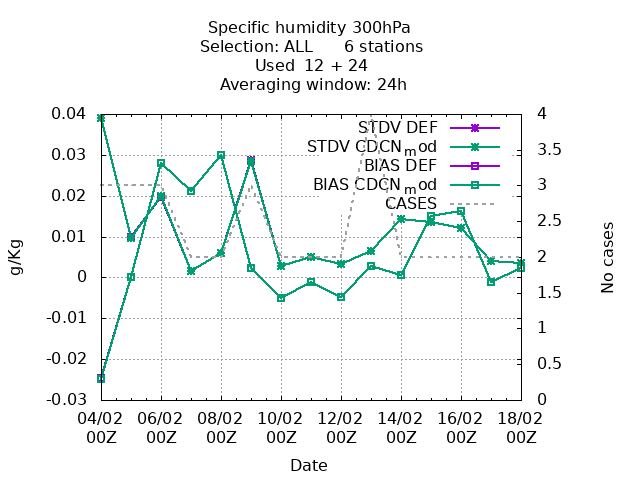 Specific humidity 300hPa
Selection: ALL      6 stations
Used  12 + 24
Averaging window: 24h
0.04
0.03
0.02
0.01
0
-0.01
-0.02
-0.03
g/Kg
STDV DEF
STDV CDCN_mod
BIAS DEF
BIAS CDCN_mod
CASES
4
3.5
3
2.5
2
1.5
1
0.5
0
No cases
04/02 06/02 08/02 10/02 12/02 14/02 16/02 18/02
00Z 00Z 00Z 00Z 00Z 00Z 00Z 00Z
Date